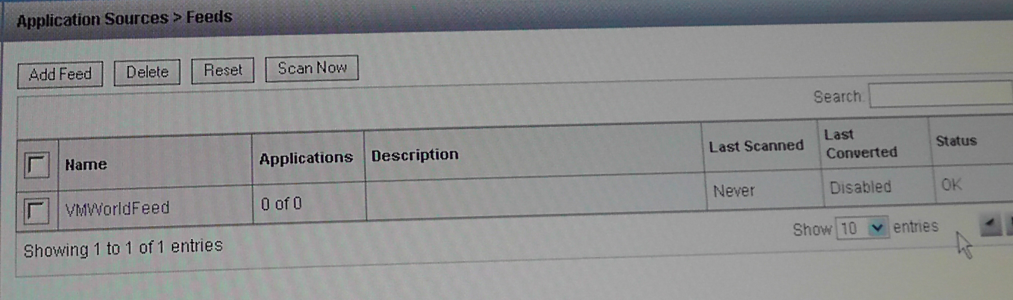 Application Sources > Feeds
Add Feed Delete Reset Scan Now
Search:
Name Applications Description Last Scanned Last Converted Status
VMWorldFeed 0 of 0 Never Disabled OK
Showing 1 to 1 of 1 entries Show 10 entries